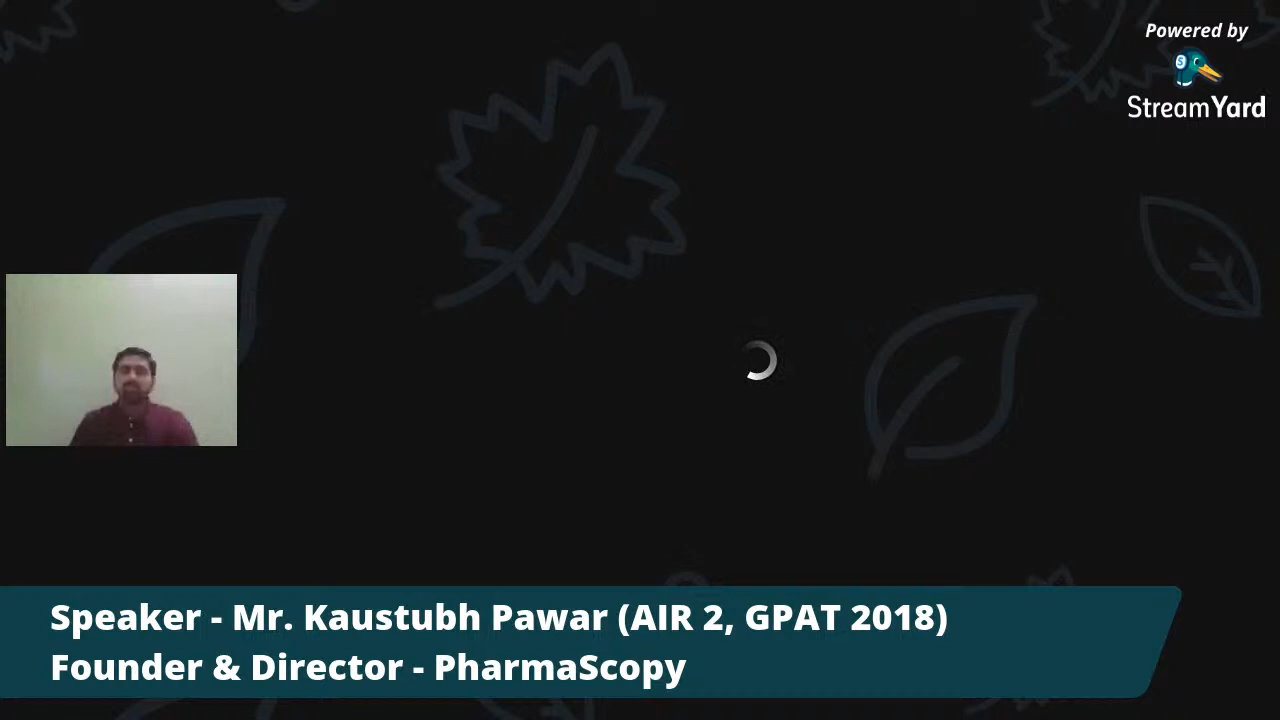 Powered by
StreamYard
Speaker - Mr. Kaustubh Pawar (AIR 2, GPAT 2018)
Founder & Director - PharmaScopy